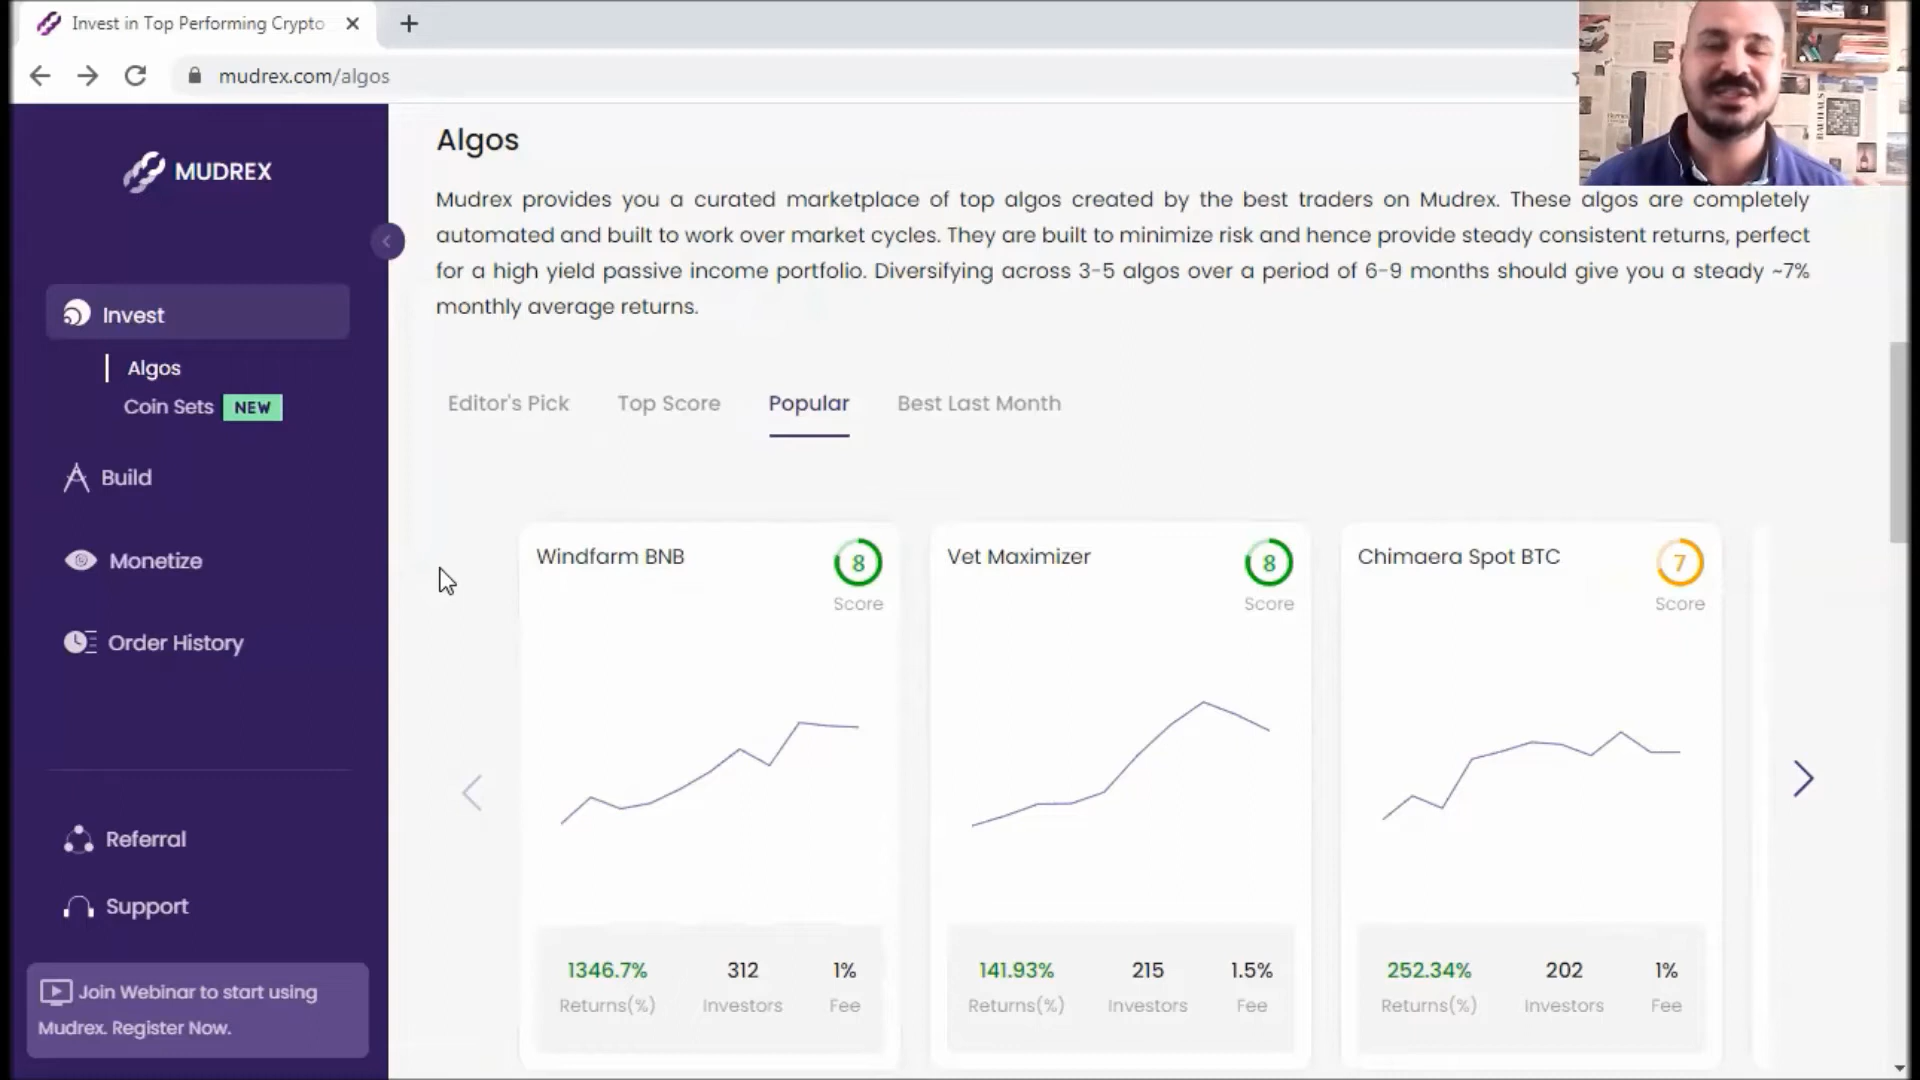 Invest in Top Performing Crypto
mudrex.com/algos
MUDREX
Invest
Algos
Coin Sets NEW
Build
Monetize
Order History
Referral
Support
Join Webinar to start using
Mudrex. Register Now.
Algos
Mudrex provides you a curated marketplace of top algos created by the best traders on Mudrex. These algos are completely
automated and built to work over market cycles. They are built to minimize risk and hence provide steady consistent returns, perfect
for a high yield passive income portfolio. Diversifying across 3-5 algos over a period of 6-9 months should give you a steady ~7%
monthly average returns.
Editor's Pick Top Score Popular Best Last Month
Windfarm BNB
8
Score
1346.7% 312 1%
Returns(%) Investors Fee
Vet Maximizer
8
Score
141.93% 215 1.5%
Returns(%) Investors Fee
Chimaera Spot BTC
7
Score
252.34% 202 1%
Returns(%) Investors Fee